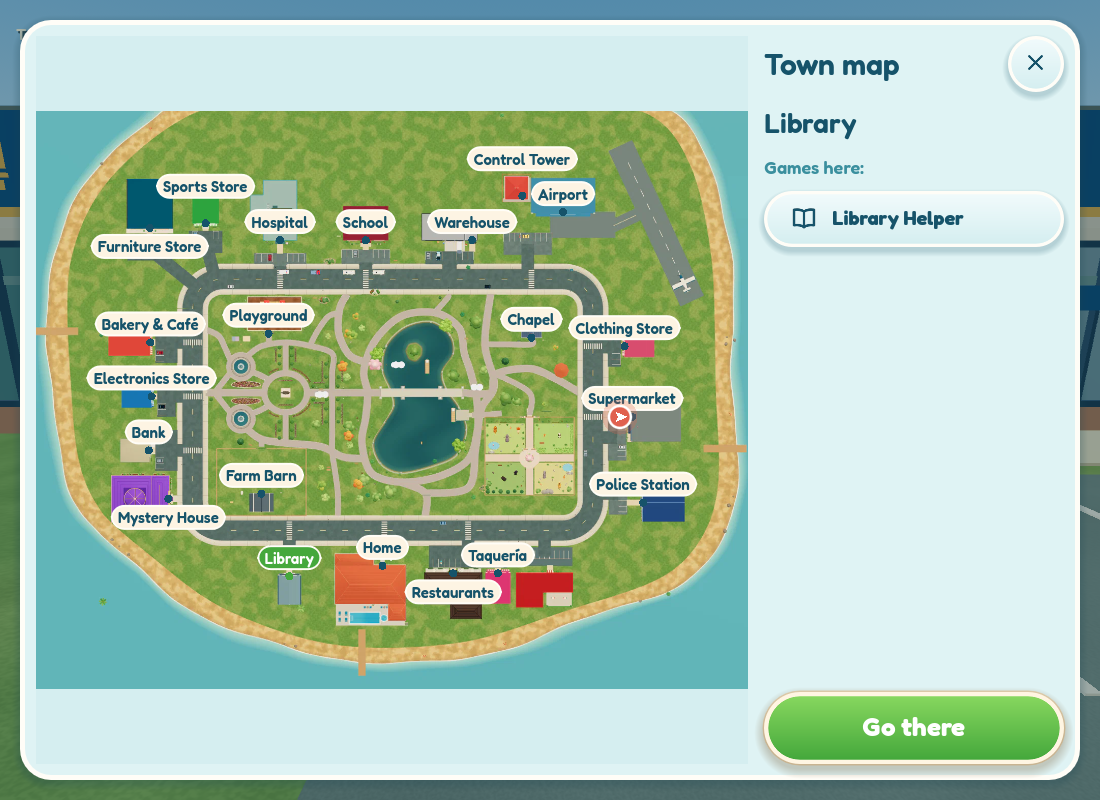 Town map
Library
Games here:
Library Helper
Go there
Control Tower
Sports Store
Airport
Hospital
School
Warehouse
Furniture Store
Playground
Chapel
Bakery & Café
Clothing Store
Electronics Store
Supermarket
Bank
Farm Barn
Police Station
Mystery House
Home
Library
Taquería
Restaurants